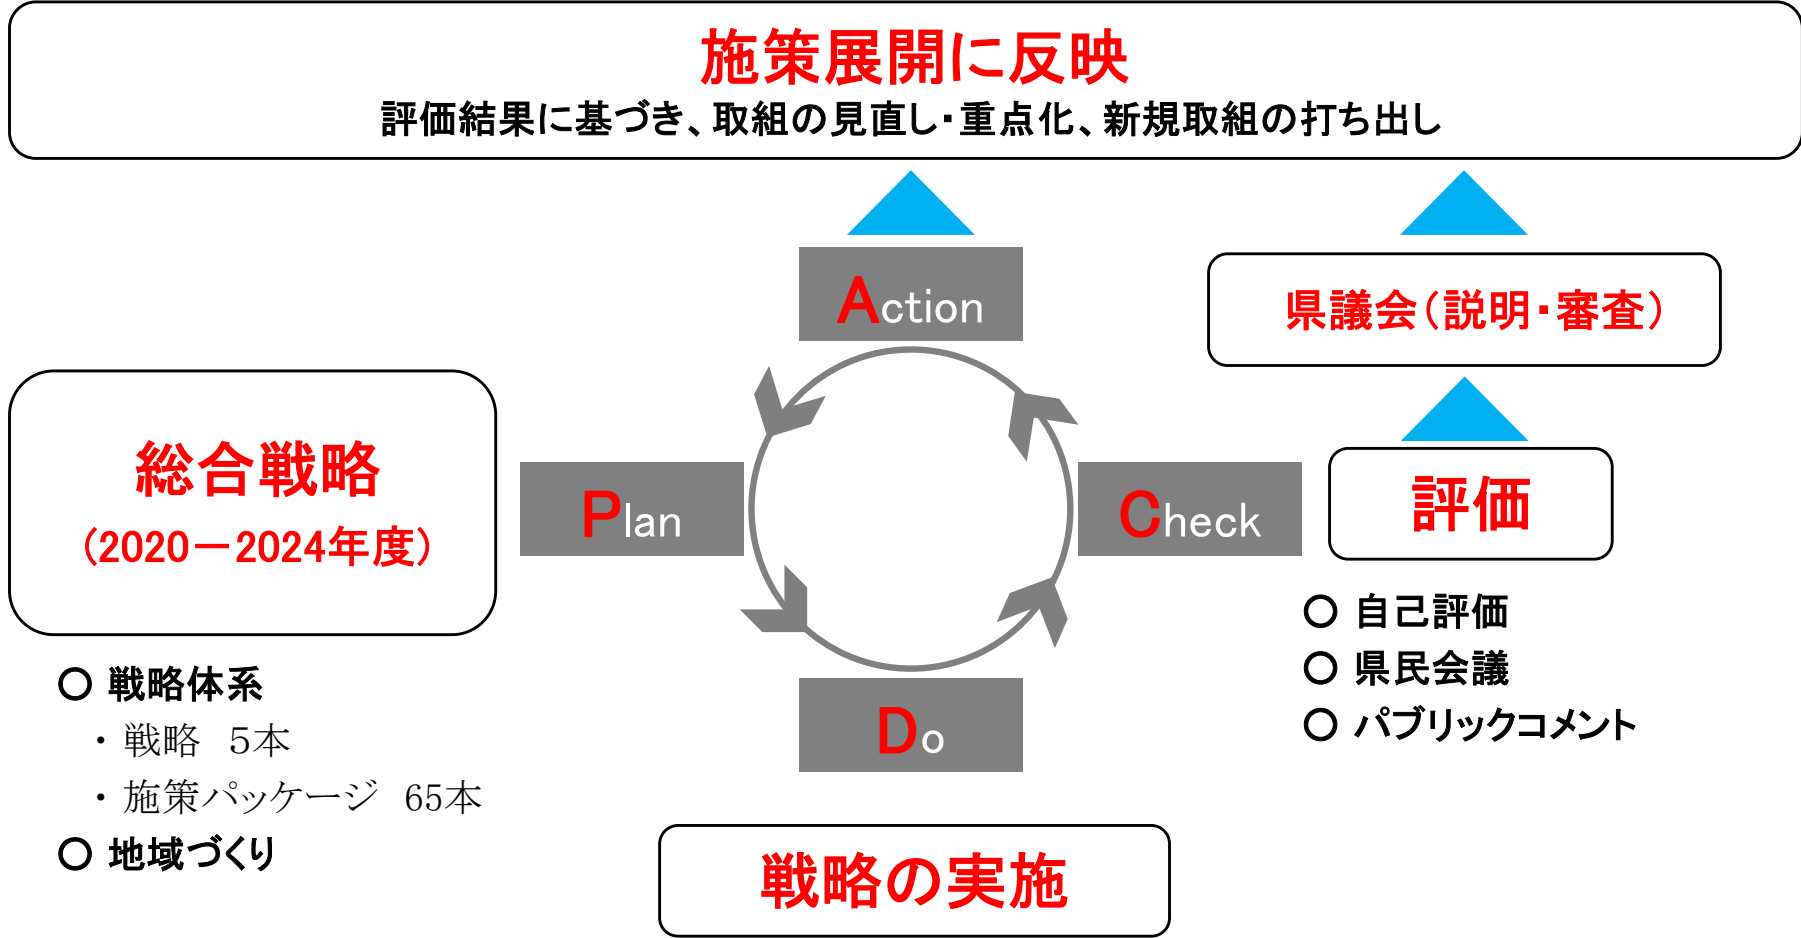 施策展開に反映
評価結果に基づき、取組の見直し・重点化、新規取組の打ち出し
Action
県議会(説明・審査)
総合戦略
(2020－2024年度)
Plan
Check
評価
○ 自己評価
○ 県民会議
○ パブリックコメント
○ 戦略体系
・戦略　5本
・施策パッケージ　65本
○ 地域づくり
Do
戦略の実施